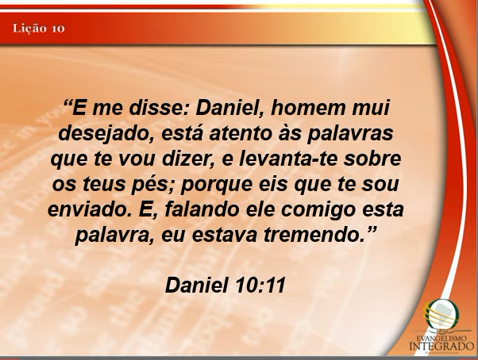 Lição 10
“E me disse: Daniel, homem mui
desejado, está atento às palavras
que te vou dizer, e levanta-te sobre
os teus pés; porque eis que te sou
enviado. E, falando ele comigo esta
palavra, eu estava tremendo.”
Daniel 10:11
EVANGELISMO
INTEGRADO